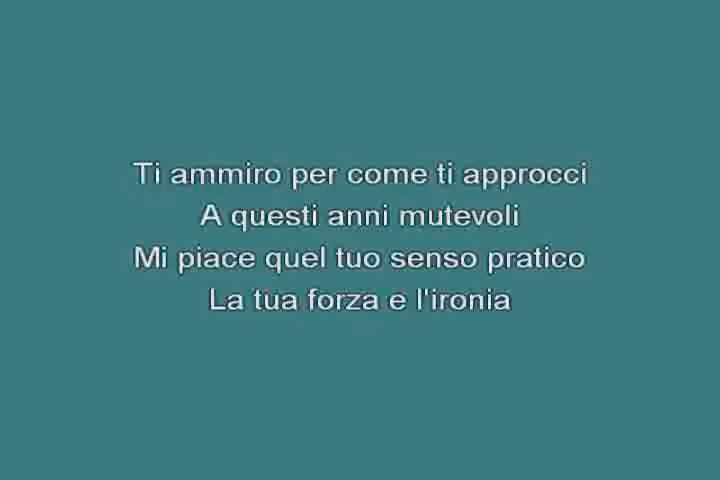 Ti ammiro per come ti approcci
A questi anni mutevoli
Mi piace quel tuo senso pratico
La tua forza e l'ironia